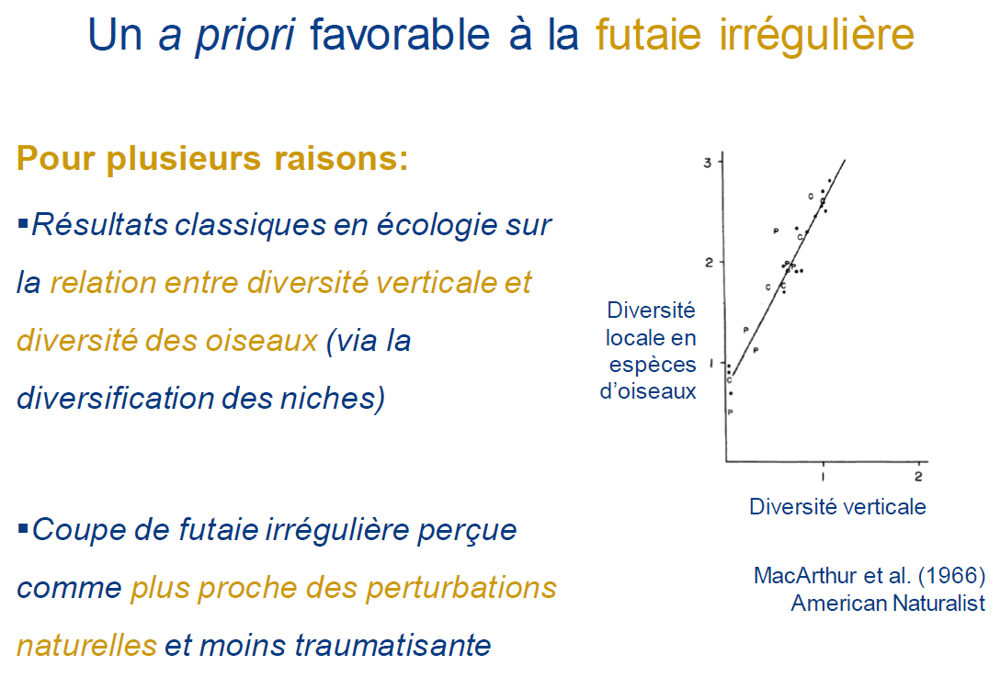 Un a priori favorable à la futaie irrégulière
Pour plusieurs raisons:
▪Résultats classiques en écologie sur
la relation entre diversité verticale et
diversité des oiseaux (via la
diversification des niches)
▪Coupe de futaie irrégulière perçue
comme plus proche des perturbations
naturelles et moins traumatisante
Diversité
locale en
espèces
d'oiseaux
3
2
1
P
C
C
C
P
P
P
C
C
P
P
C
P
1
2
Diversité verticale
MacArthur et al. (1966)
American Naturalist